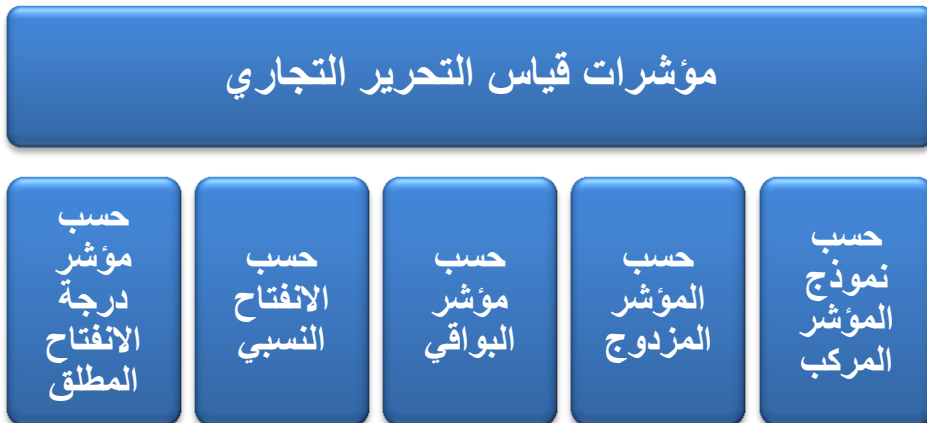 مؤشرات قياس التحرير التجاري
حسب
نموذج
المؤشر
المركب
حسب
المؤشر
المزدوج
حسب
مؤشر
البواقي
حسب
الانفتاح
النسبي
حسب
مؤشر
درجة
الانفتاح
المطلق